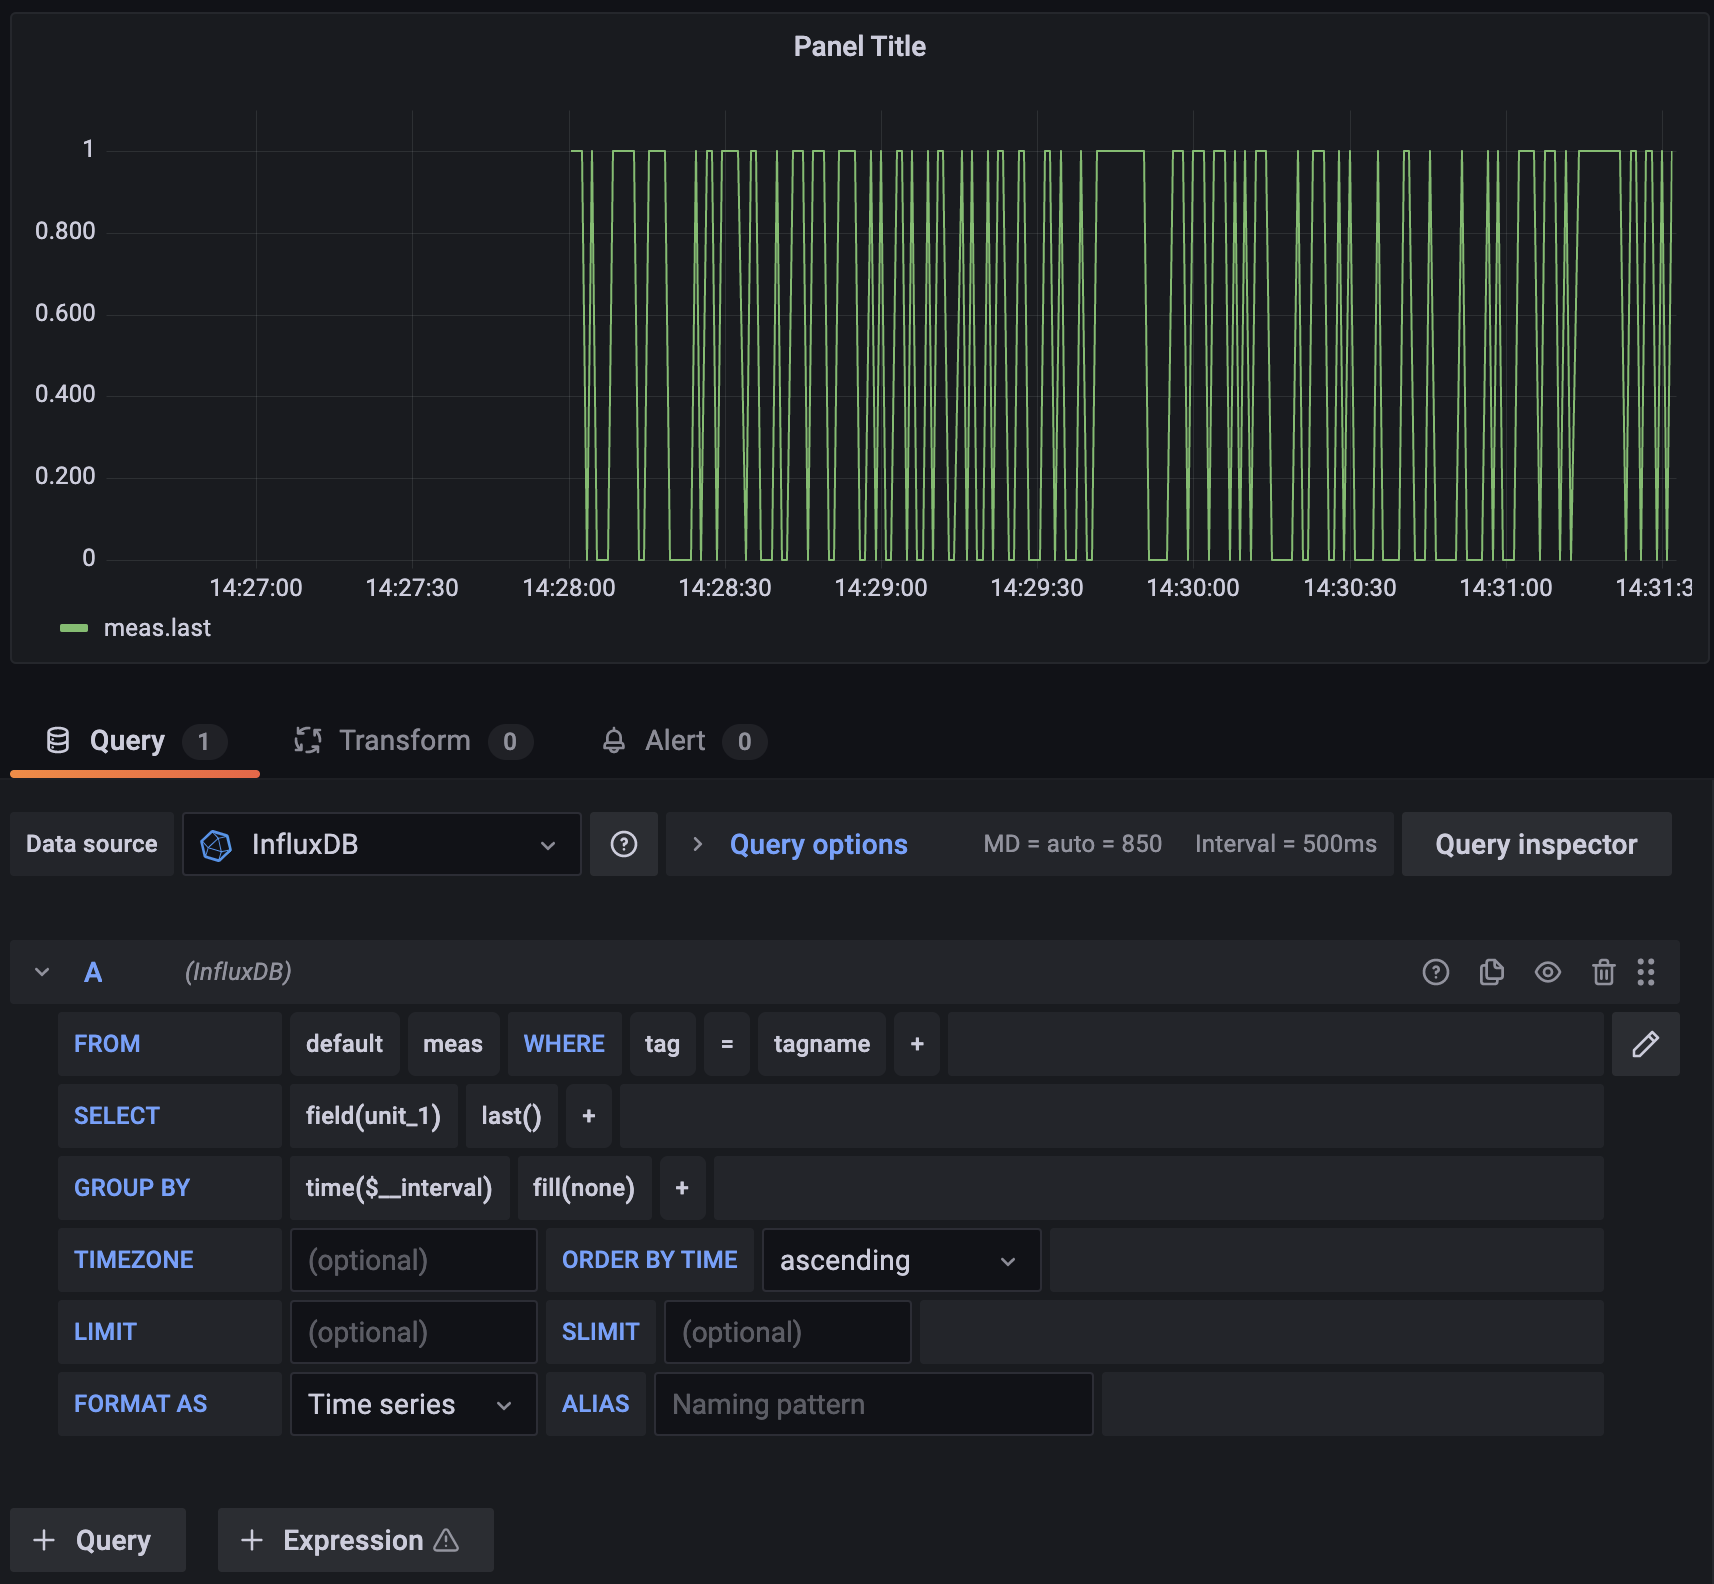 Panel Title
1
0.800
0.600
0.400
0.200
0
14:27:00 14:27:30 14:28:00 14:28:30 14:29:00 14:29:30 14:30:00 14:30:30 14:31:00 14:31:3
meas.last
Query 1 Transform 0 Alert 0
Data source InfluxDB Query options MD = auto = 850 Interval = 500ms Query inspector
A (InfluxDB)
FROM default meas WHERE tag = tagname +
SELECT field(unit_1) last() +
GROUP BY time($__interval) fill(none) +
TIMEZONE (optional) ORDER BY TIME ascending
LIMIT (optional) SLIMIT (optional)
FORMAT AS Time series ALIAS Naming pattern
+ Query + Expression